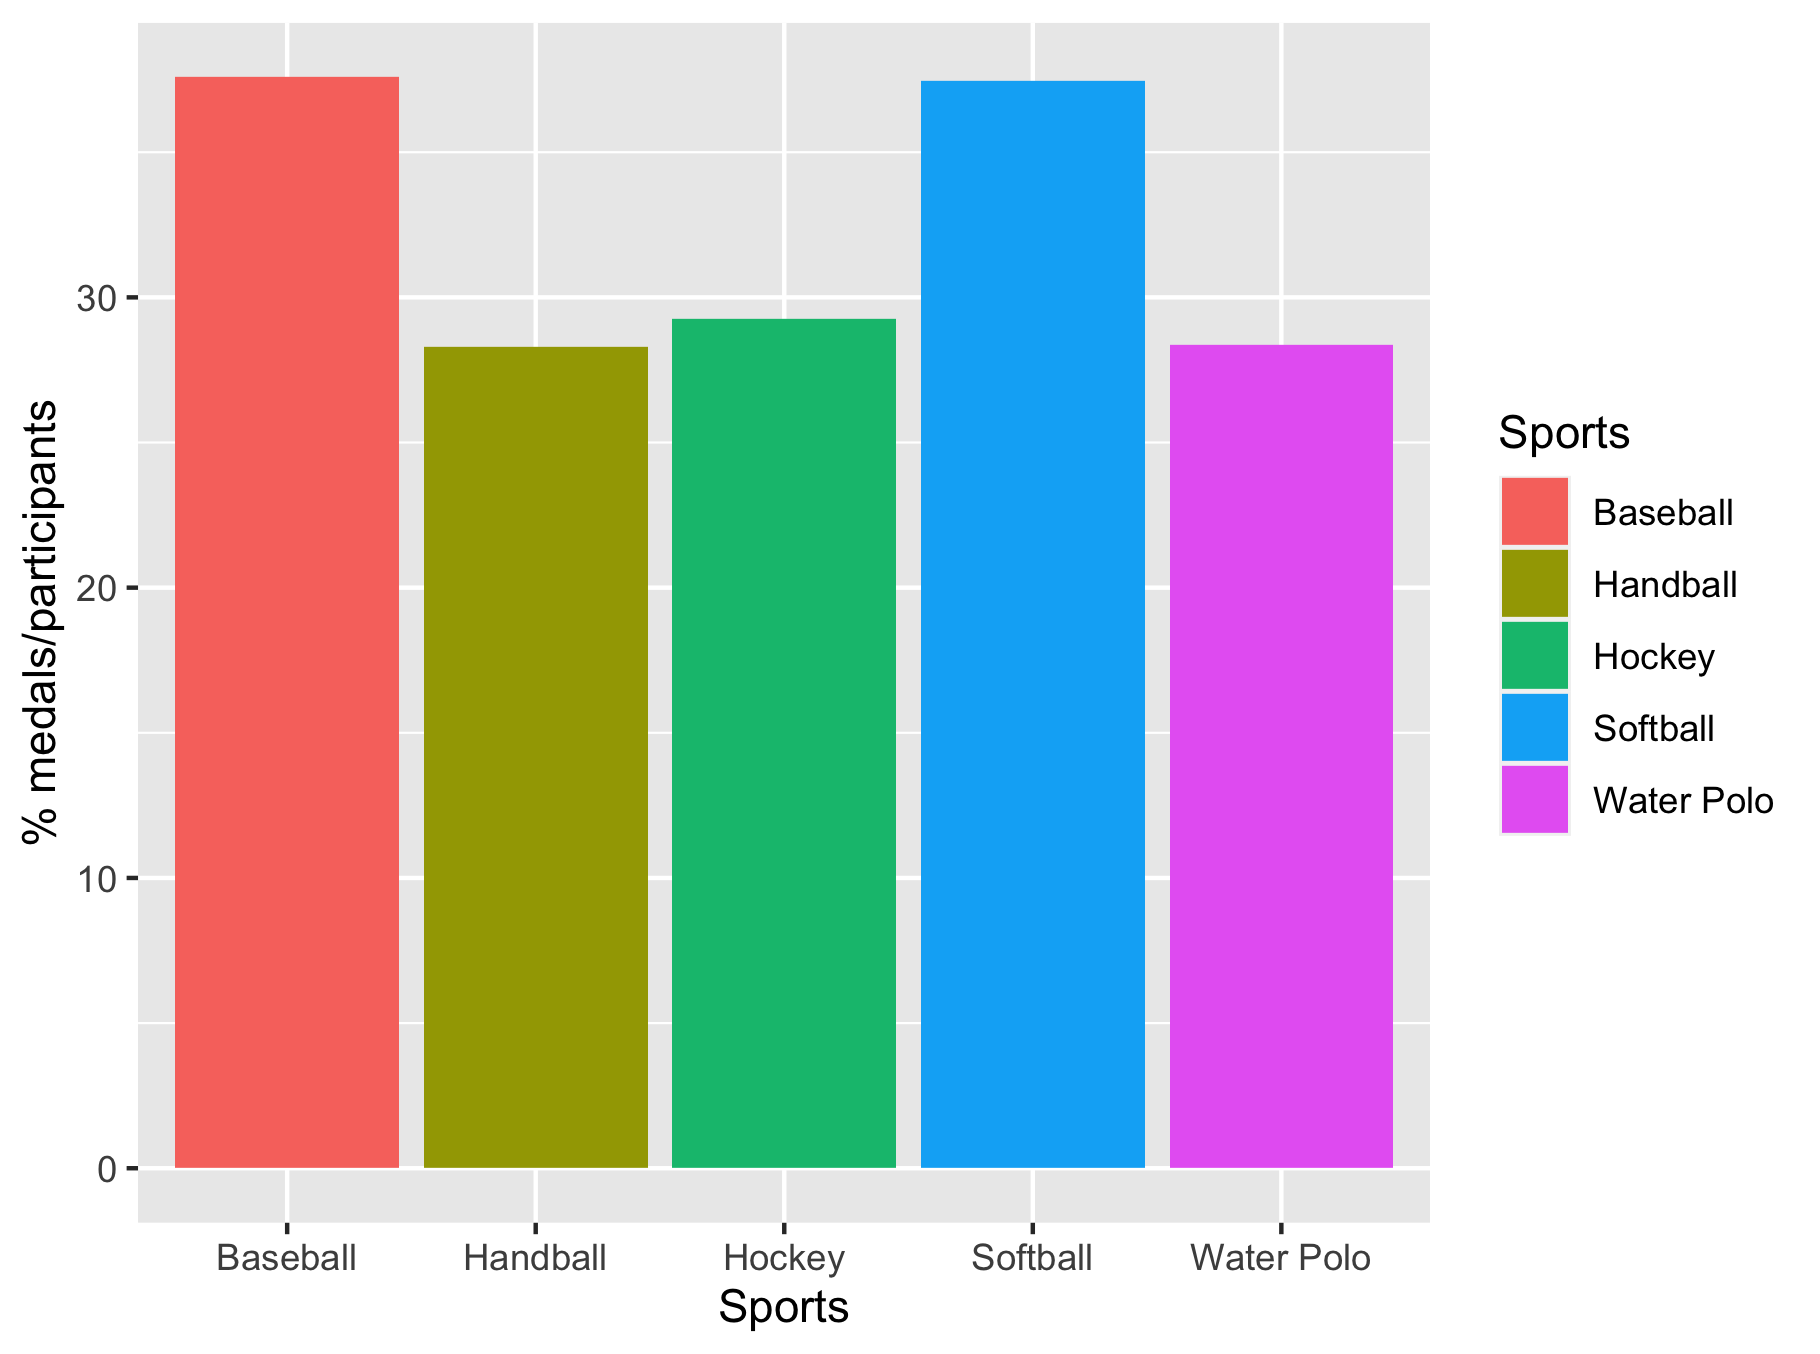 % medals/participants
30
20
10
0
Baseball
Handball
Hockey
Softball
Water Polo
Sports
Sports
Baseball
Handball
Hockey
Softball
Water Polo